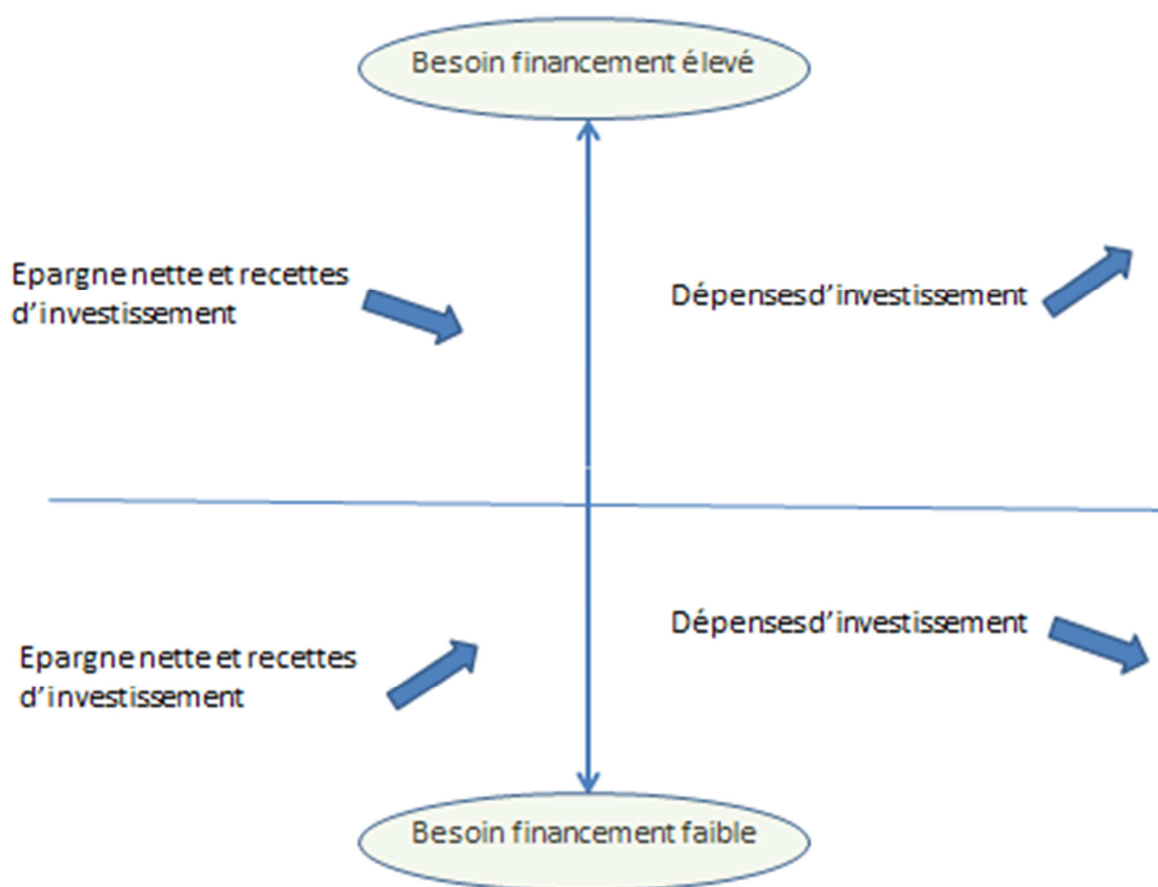 Besoin financement élevé
Epargne nette et recettes
d'investissement
Dépenses d'investissement
Dépenses d'investissement
Epargne nette et recettes
d'investissement
Besoin financement faible